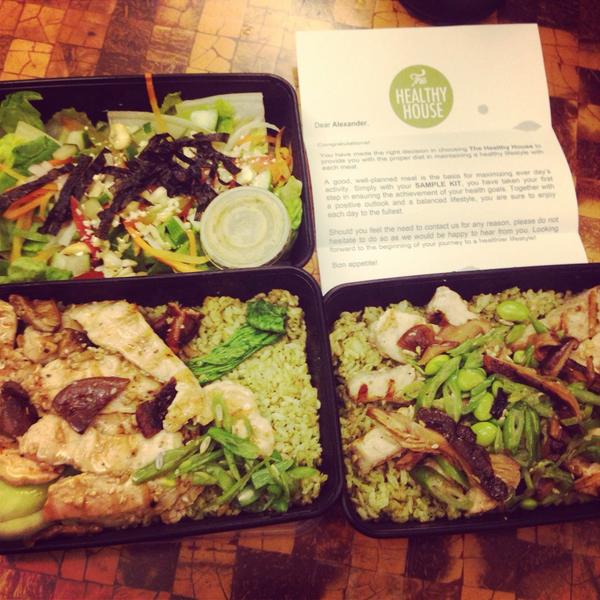 The
HEALTHY
HOUSE
Dear Alexander,
Congratulations!
You have made the right decision in choosing The Healthy House to
provide you with the proper diet in maintaining a healthy lifestyle with
each meal.
A good, well-planned meal is the basis for maximizing ever day's
activity. Simply with your SAMPLE KIT, you have taken your first
step in ensuring the achievement of your health goals. Together with
a positive outlook and a balanced lifestyle, you are sure to enjoy
each day to the fullest.
Should you feel the need to contact us for any reason, please do not
hesitate to do so as we would be happy to hear from you. Looking
forward to the beginning of your journey to a healthier lifestyle!
Bon appetite!